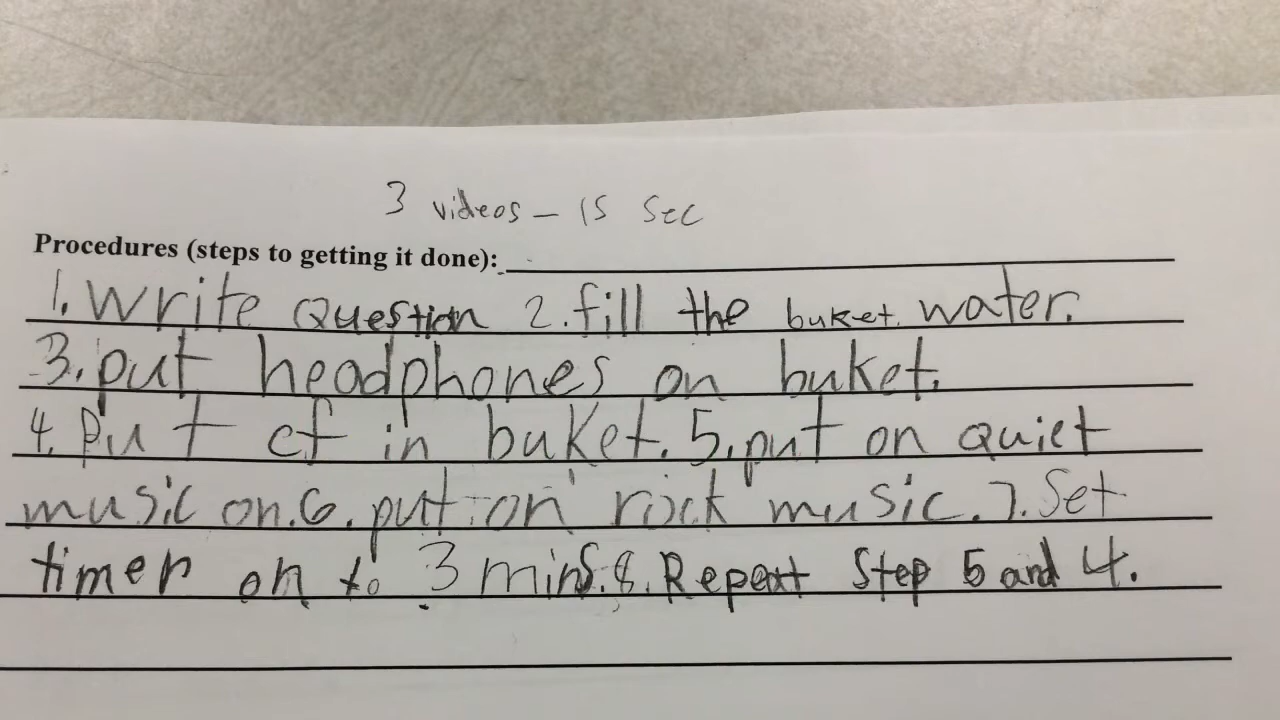 3 videos - 15 sec
Procedures (steps to getting it done):
1. Write Question 2. fill the buket. water.
3. put headphones on buket.
4. Put cf in buket. 5. put on quiet
music on. 6. put on rick music. 7. Set
timer on to 3 mins. 8. Repeat Step 5 and 4.